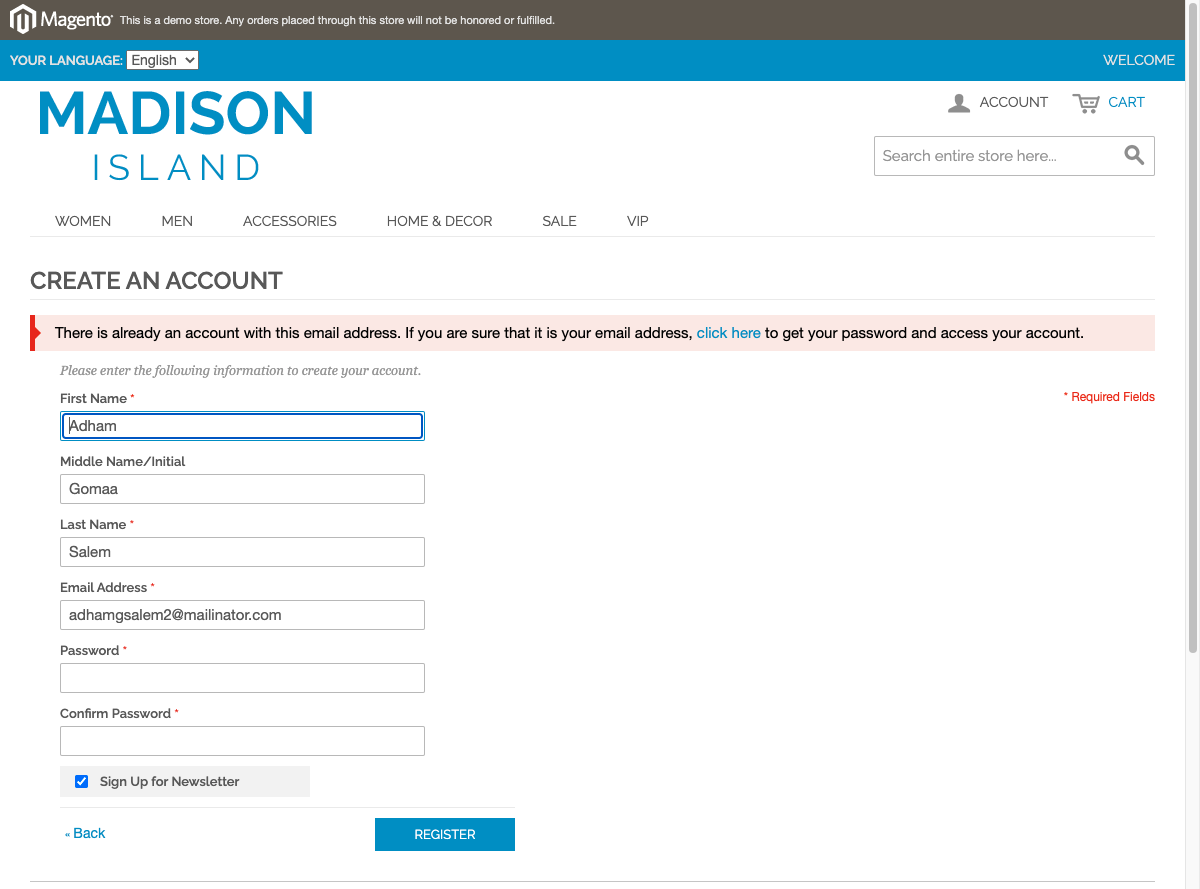 Magento This is a demo store. Any orders placed through this store will not be honored or fulfilled.
YOUR LANGUAGE: English WELCOME
MADISON
ISLAND
ACCOUNT CART
Search entire store here...
WOMEN MEN ACCESSORIES HOME & DECOR SALE VIP
CREATE AN ACCOUNT
There is already an account with this email address. If you are sure that it is your email address, click here to get your password and access your account.
Please enter the following information to create your account.
First Name * * Required Fields
Adham
Middle Name/Initial
Gomaa
Last Name *
Salem
Email Address *
adhamgsalem2@mailinator.com
Password *
Confirm Password *
Sign Up for Newsletter
« Back REGISTER